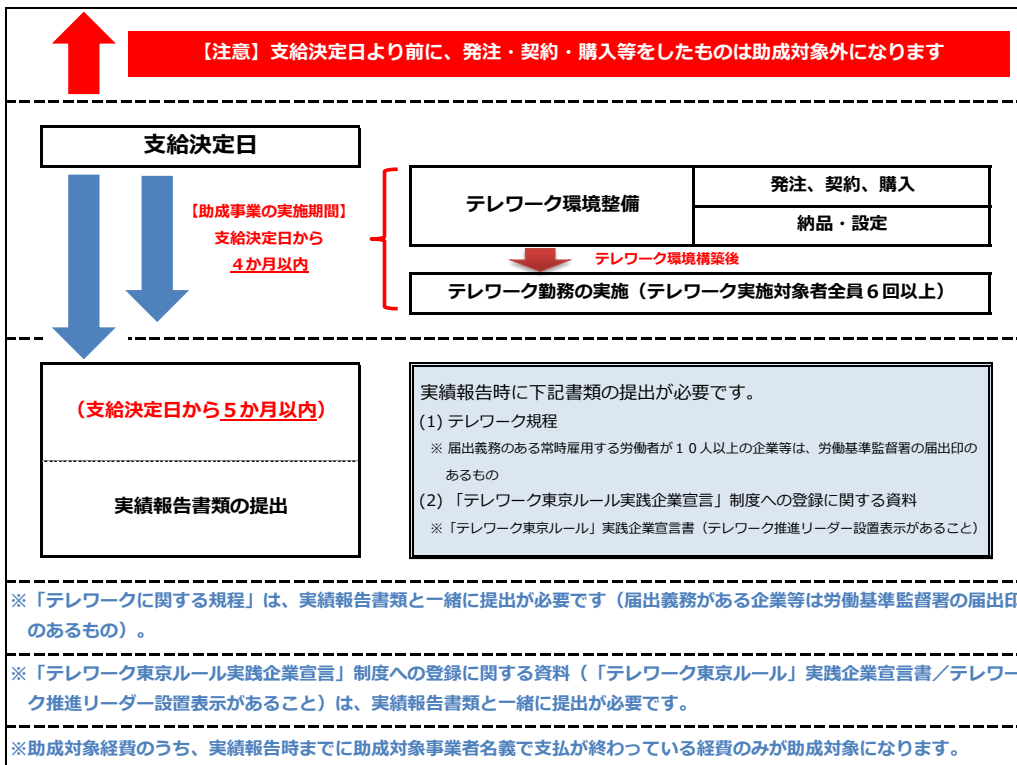 【注意】支給決定日より前に、発注・契約・購入等をしたものは助成対象外になります
支給決定日
【助成事業の実施期間】
支給決定日から
４か月以内
テレワーク環境整備
発注、契約、購入
納品・設定
テレワーク環境構築後
テレワーク勤務の実施（テレワーク実施対象者全員６回以上）
（支給決定日から５か月以内）
実績報告書類の提出
実績報告時に下記書類の提出が必要です。
(1) テレワーク規程
※ 届出義務のある常時雇用する労働者が１０人以上の企業等は、労働基準監督署の届出印の
あるもの
(2) 「テレワーク東京ルール実践企業宣言」制度への登録に関する資料
※「テレワーク東京ルール」実践企業宣言書（テレワーク推進リーダー設置表示があること）
※「テレワークに関する規程」は、実績報告書類と一緒に提出が必要です（届出義務がある企業等は労働基準監督署の届出印
のあるもの）。
※「テレワーク東京ルール実践企業宣言」制度への登録に関する資料（「テレワーク東京ルール」実践企業宣言書／テレワー
ク推進リーダー設置表示があること）は、実績報告書類と一緒に提出が必要です。
※助成対象経費のうち、実績報告時までに助成対象事業者名義で支払が終わっている経費のみが助成対象になります。